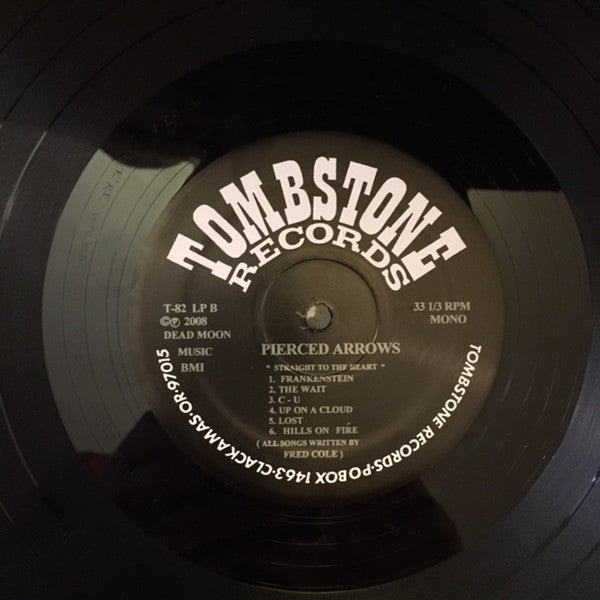 TOMBSTONE
RECORDS
T-82 LP B
©℗ 2008
DEAD MOON
MUSIC
BMI
33 1/3 RPM
MONO
PIERCED ARROWS
" STRAIGHT TO THE HEART "
1. FRANKENSTEIN
2. THE WAIT
3. C - U
4. UP ON A CLOUD
5. LOST
6. HILLS ON FIRE
( ALL SONGS WRITTEN BY
FRED COLE )
TOMBSTONE RECORDS·PO BOX 1463·CLACKAMAS·OR·97015